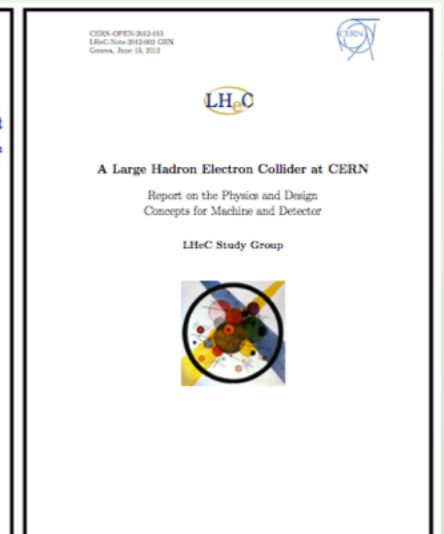 CERN-OPEN-2012-015
LHeC-Note-2012-002 GEN
Geneva, June 13, 2012
CERN
LHeC
A Large Hadron Electron Collider at CERN
Report on the Physics and Design
Concepts for Machine and Detector
LHeC Study Group